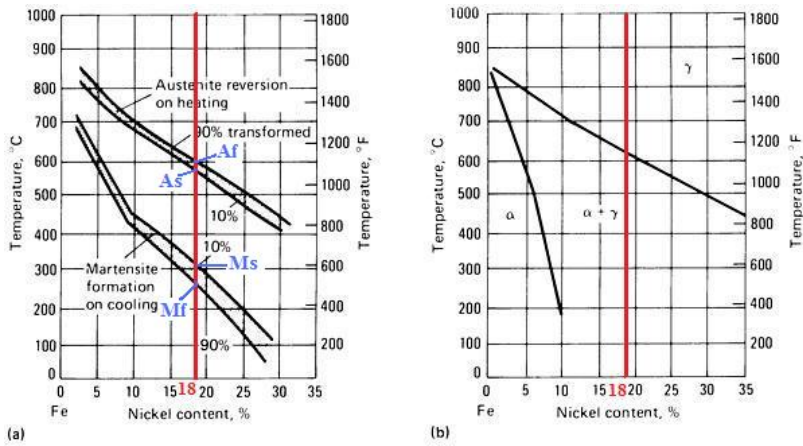 1000
900
800
700
600
500
400
300
200
100
0
Temperature, °C
1800
1600
1400
1200
1000
800
600
400
200
Temperature, °F
Austenite reversion
on heating
90% transformed
Af
As
10%
10%
Ms
Martensite
formation
on cooling
Mf
90%
0 5 10 15 18 20 25 30 35
Fe Nickel content, %
(a)
1000
900
800
700
600
500
400
300
200
100
0
Temperature, °C
1800
1600
1400
1200
1000
800
600
400
200
Temperature, °F
γ
α
α + γ
0 5 10 15 18 20 25 30 35
Fe Nickel content, %
(b)